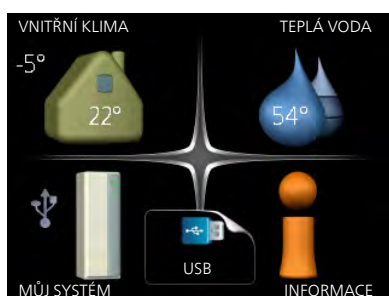 VNITŘNÍ KLIMA
TEPLÁ VODA
-5°
22°
54°
USB
MŮJ SYSTÉM
INFORMACE